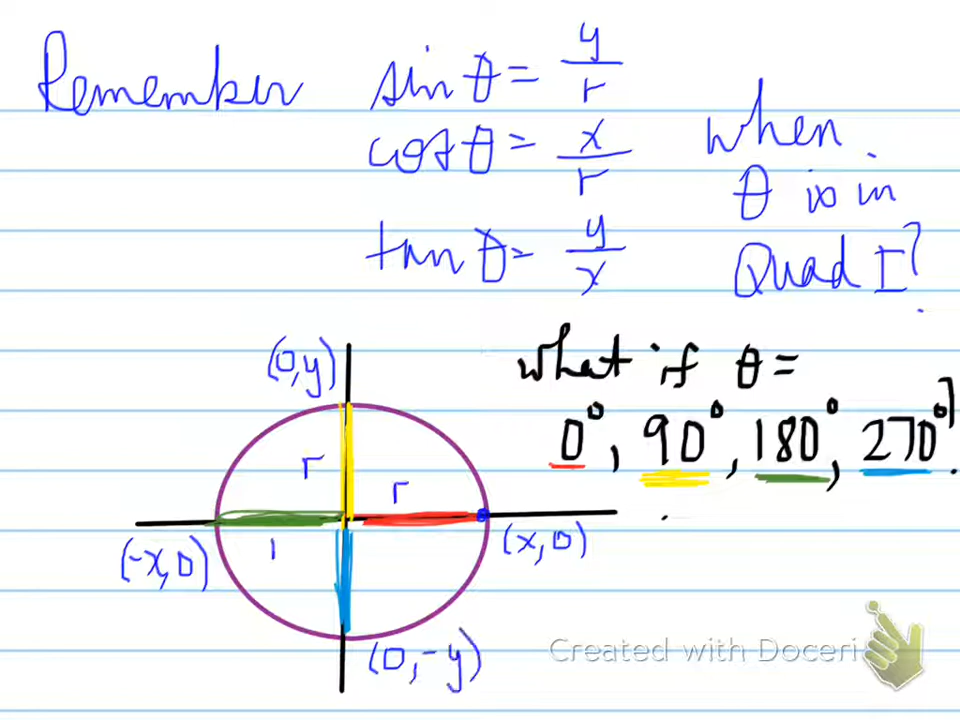 Remember sin θ = y/r
cos θ = x/r when
θ is in
tan θ = y/x Quad I?
(0,y) what if θ =
0°, 90°, 180°, 270°?
r
r
(-x,0) 1 (x,0)
(0,-y)
Created with Doceri